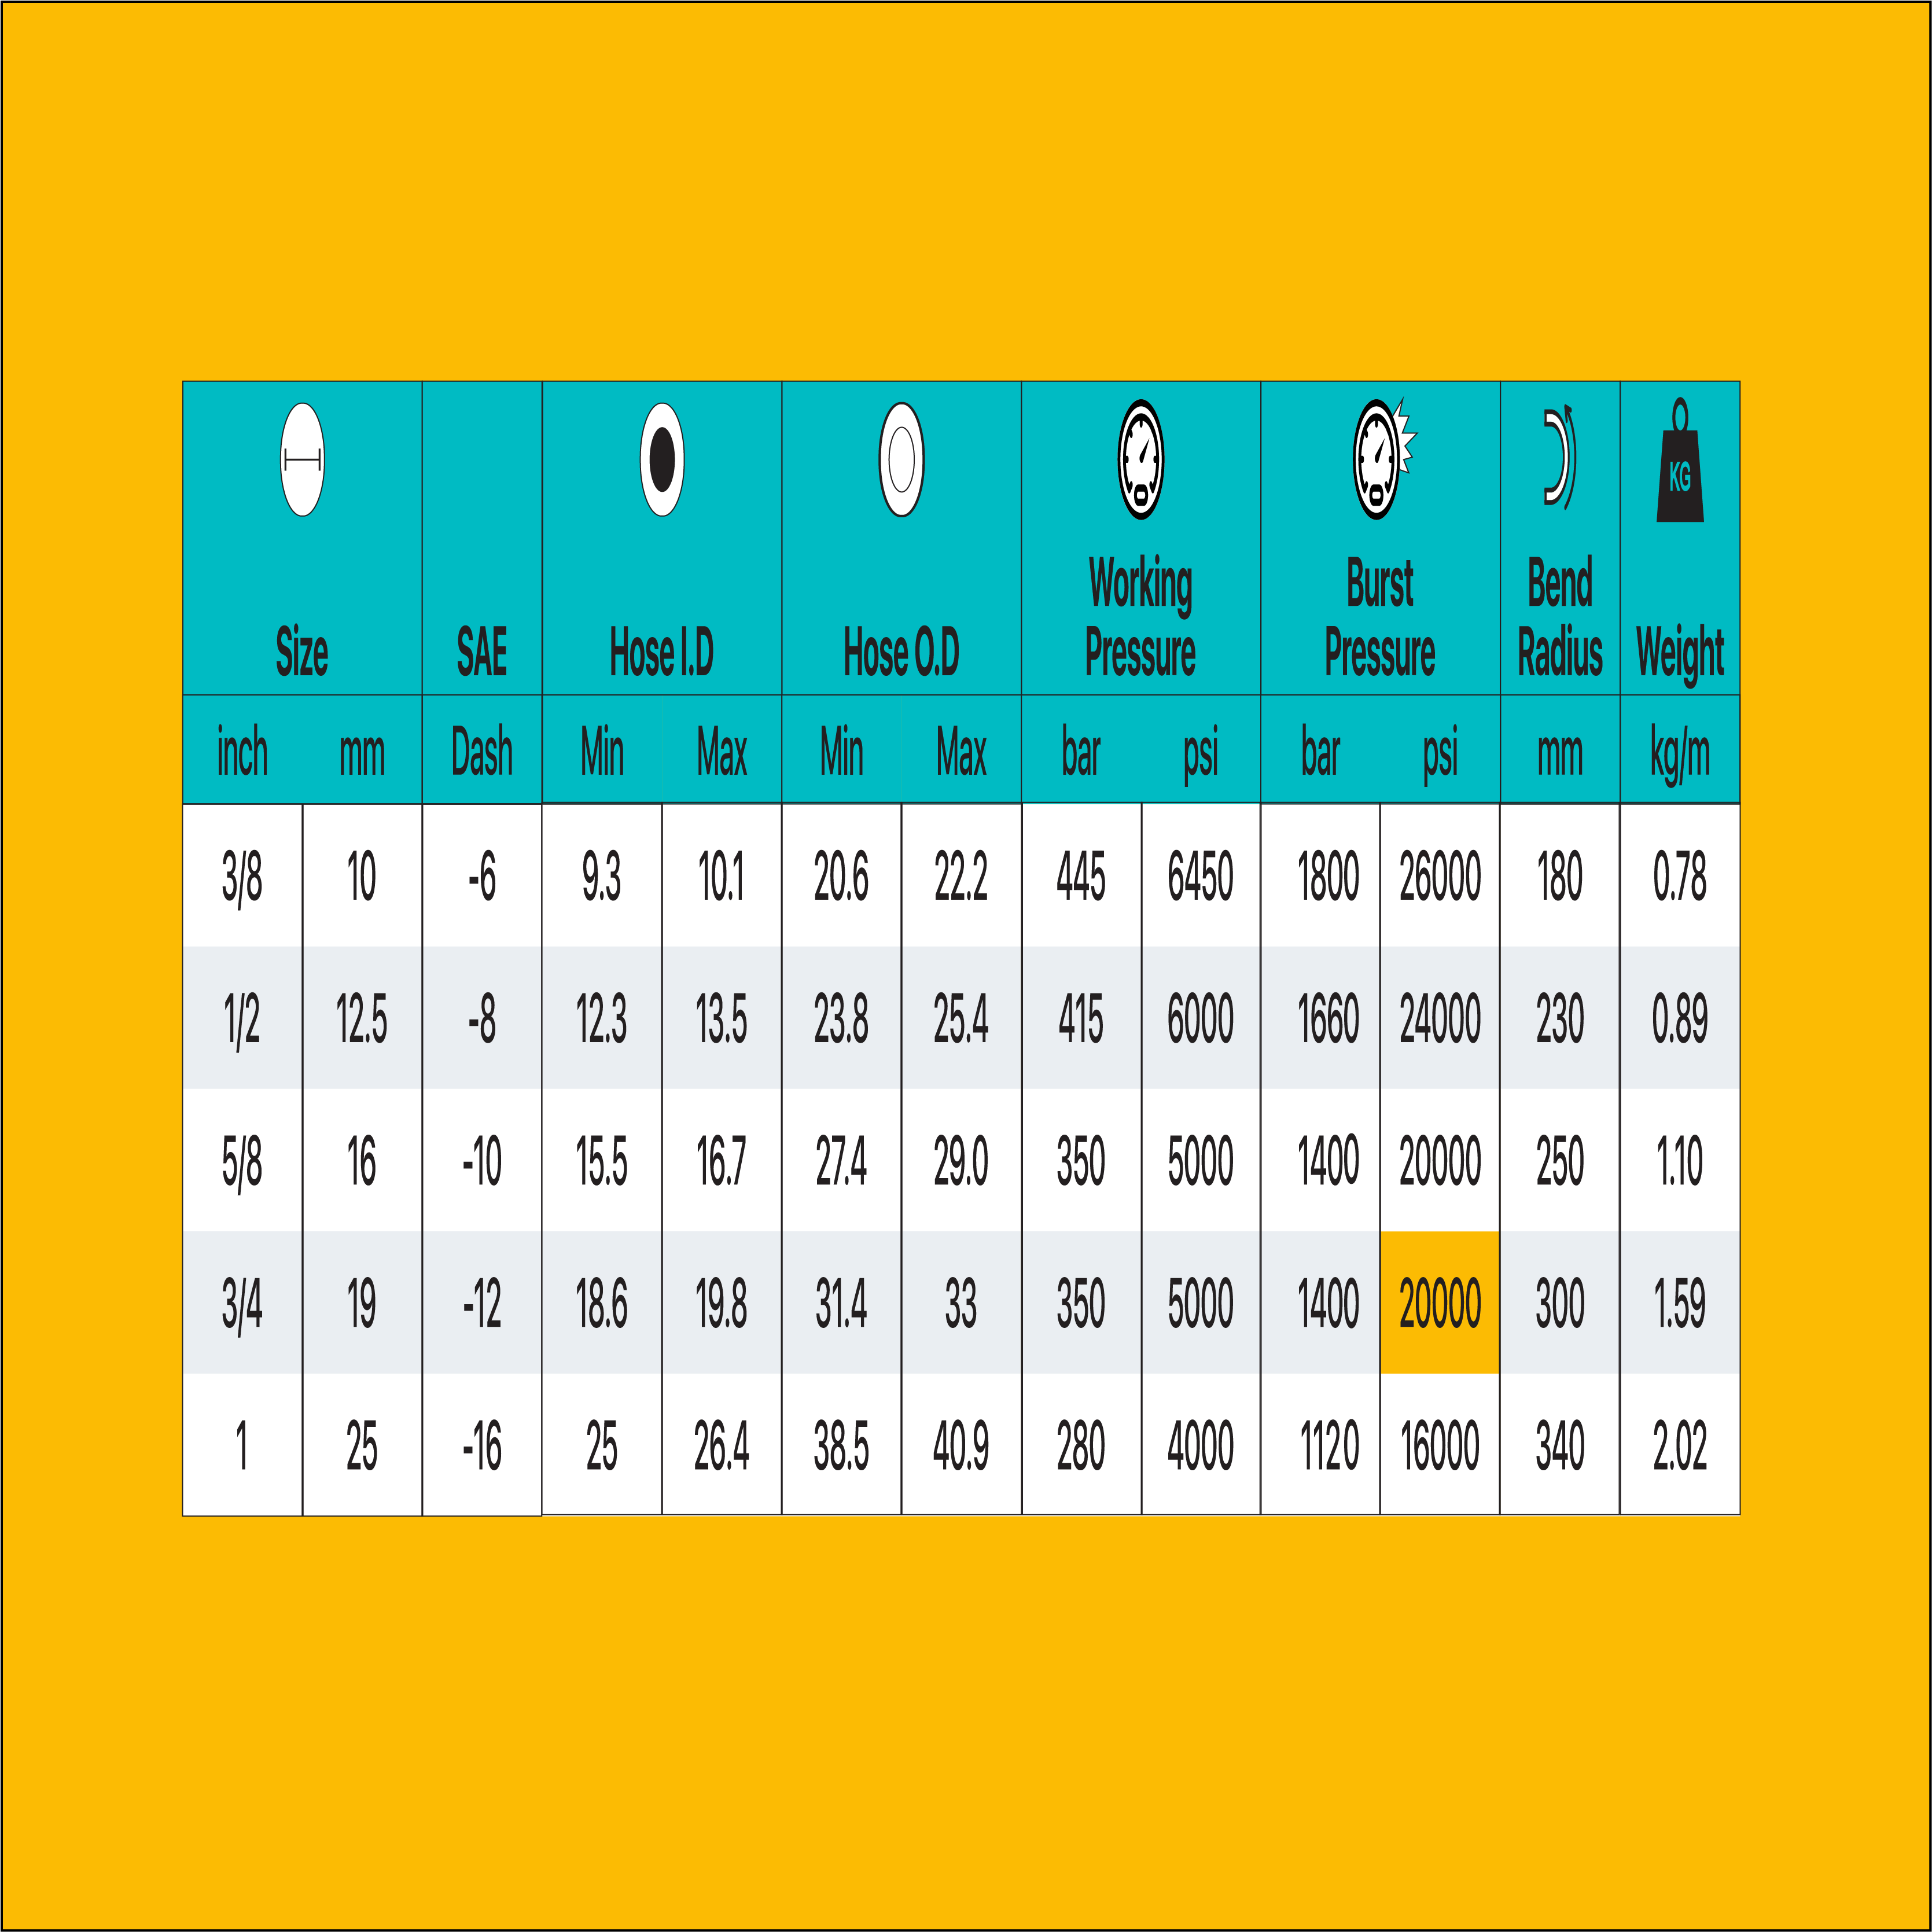 KG
Working Burst Bend
Size SAE Hose I.D Hose O.D Pressure Pressure Radius Weight
inch mm Dash Min Max Min Max bar psi bar psi mm kg/m
3/8 10 -6 9.3 10.1 20.6 22.2 445 6450 1800 26000 180 0.78
1/2 12.5 -8 12.3 13.5 23.8 25.4 415 6000 1660 24000 230 0.89
5/8 16 -10 15.5 16.7 27.4 29.0 350 5000 1400 20000 250 1.10
3/4 19 -12 18.6 19.8 31.4 33 350 5000 1400 20000 300 1.59
1 25 -16 25 26.4 38.5 40.9 280 4000 1120 16000 340 2.02